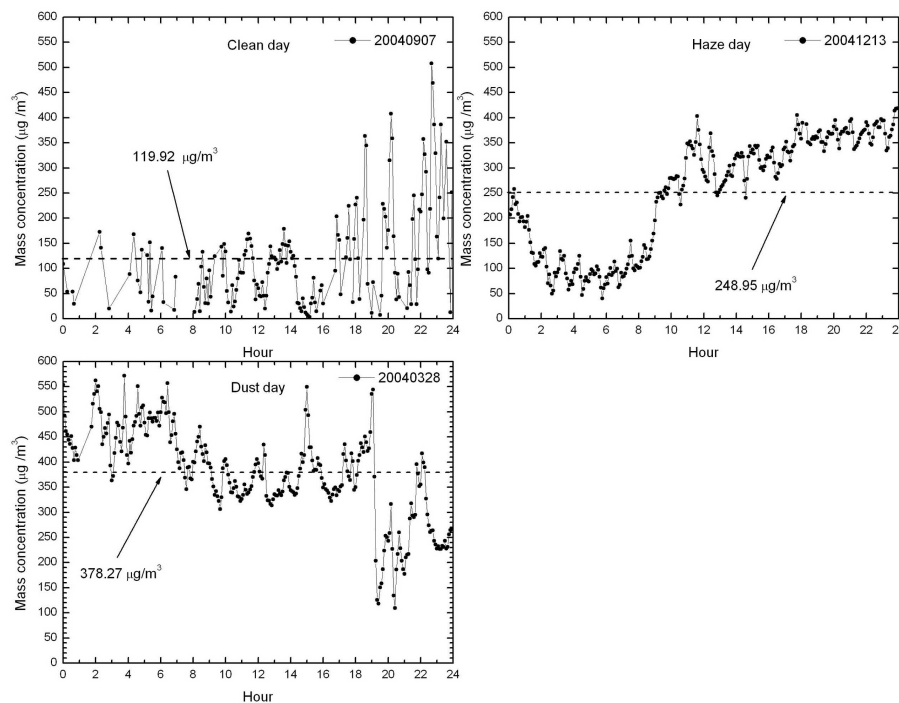 600
550
500
450
400
350
300
250
200
150
100
50
0
Mass concentration (μg /m³)
Clean day
20040907
119.92 μg/m³
0 2 4 6 8 10 12 14 16 18 20 22 24
Hour
600
550
500
450
400
350
300
250
200
150
100
50
0
Mass concentration (μg /m³)
Haze day
20041213
248.95 μg/m³
0 2 4 6 8 10 12 14 16 18 20 22 24
Hour
600
550
500
450
400
350
300
250
200
150
100
50
0
Mass concentration (μg /m³)
Dust day
20040328
378.27 μg/m³
0 2 4 6 8 10 12 14 16 18 20 22 24
Hour